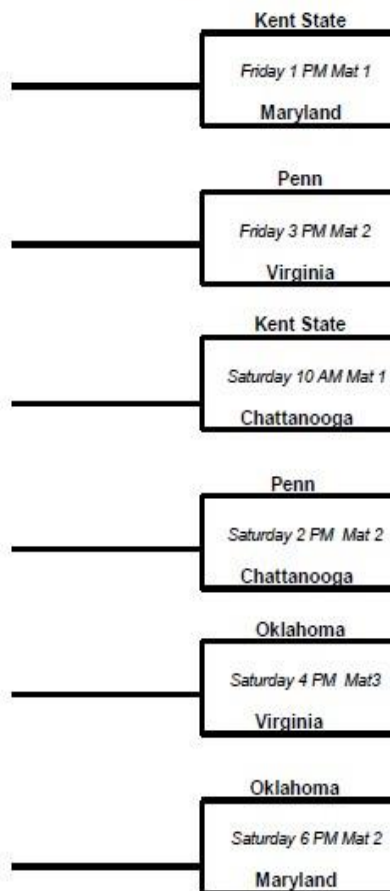 Kent State
Friday 1 PM Mat 1
Maryland
Penn
Friday 3 PM Mat 2
Virginia
Kent State
Saturday 10 AM Mat 1
Chattanooga
Penn
Saturday 2 PM Mat 2
Chattanooga
Oklahoma
Saturday 4 PM Mat3
Virginia
Oklahoma
Saturday 6 PM Mat 2
Maryland